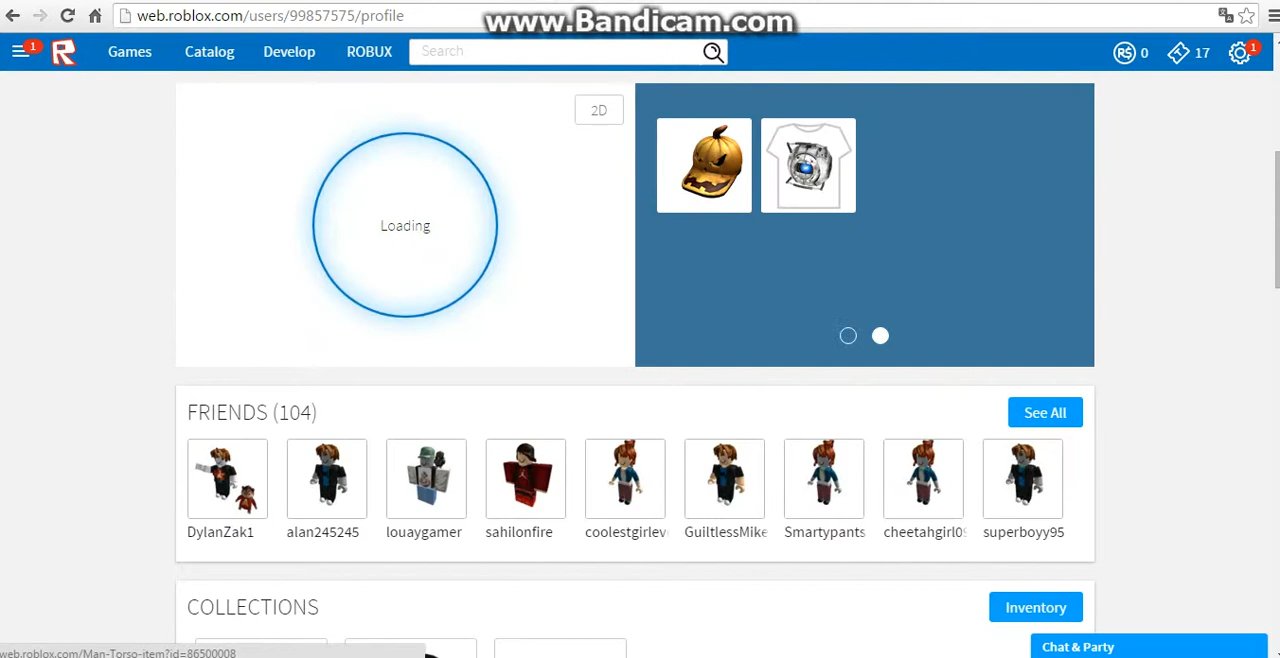 web.roblox.com/users/99857575/profile
www.Bandicam.com
1
Games
Catalog
Develop
ROBUX
Search
R$ 0
17
1
2D
Loading
FRIENDS (104)
See All
DylanZak1
alan245245
louaygamer
sahilonfire
coolestgirlev
GuiltlessMike
Smartypants
cheetahgirl09
superboyy95
COLLECTIONS
Inventory
Chat & Party
web.roblox.com/Man-Torso-item?id=86500008